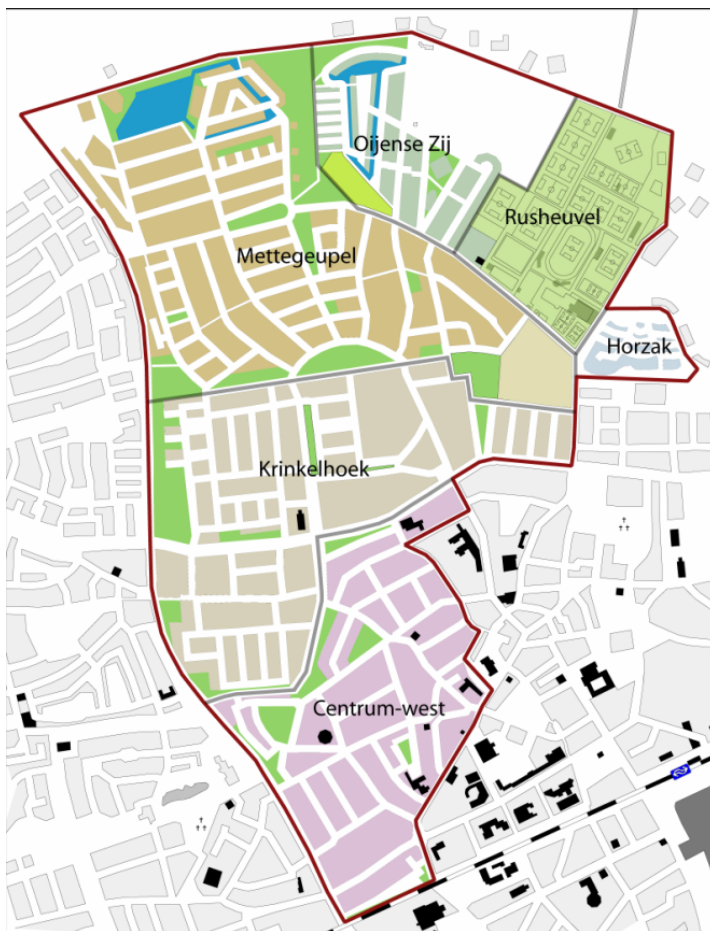 Oijense Zij
Rusheuvel
Mettegeupel
Horzak
Krinkelhoek
Centrum-west